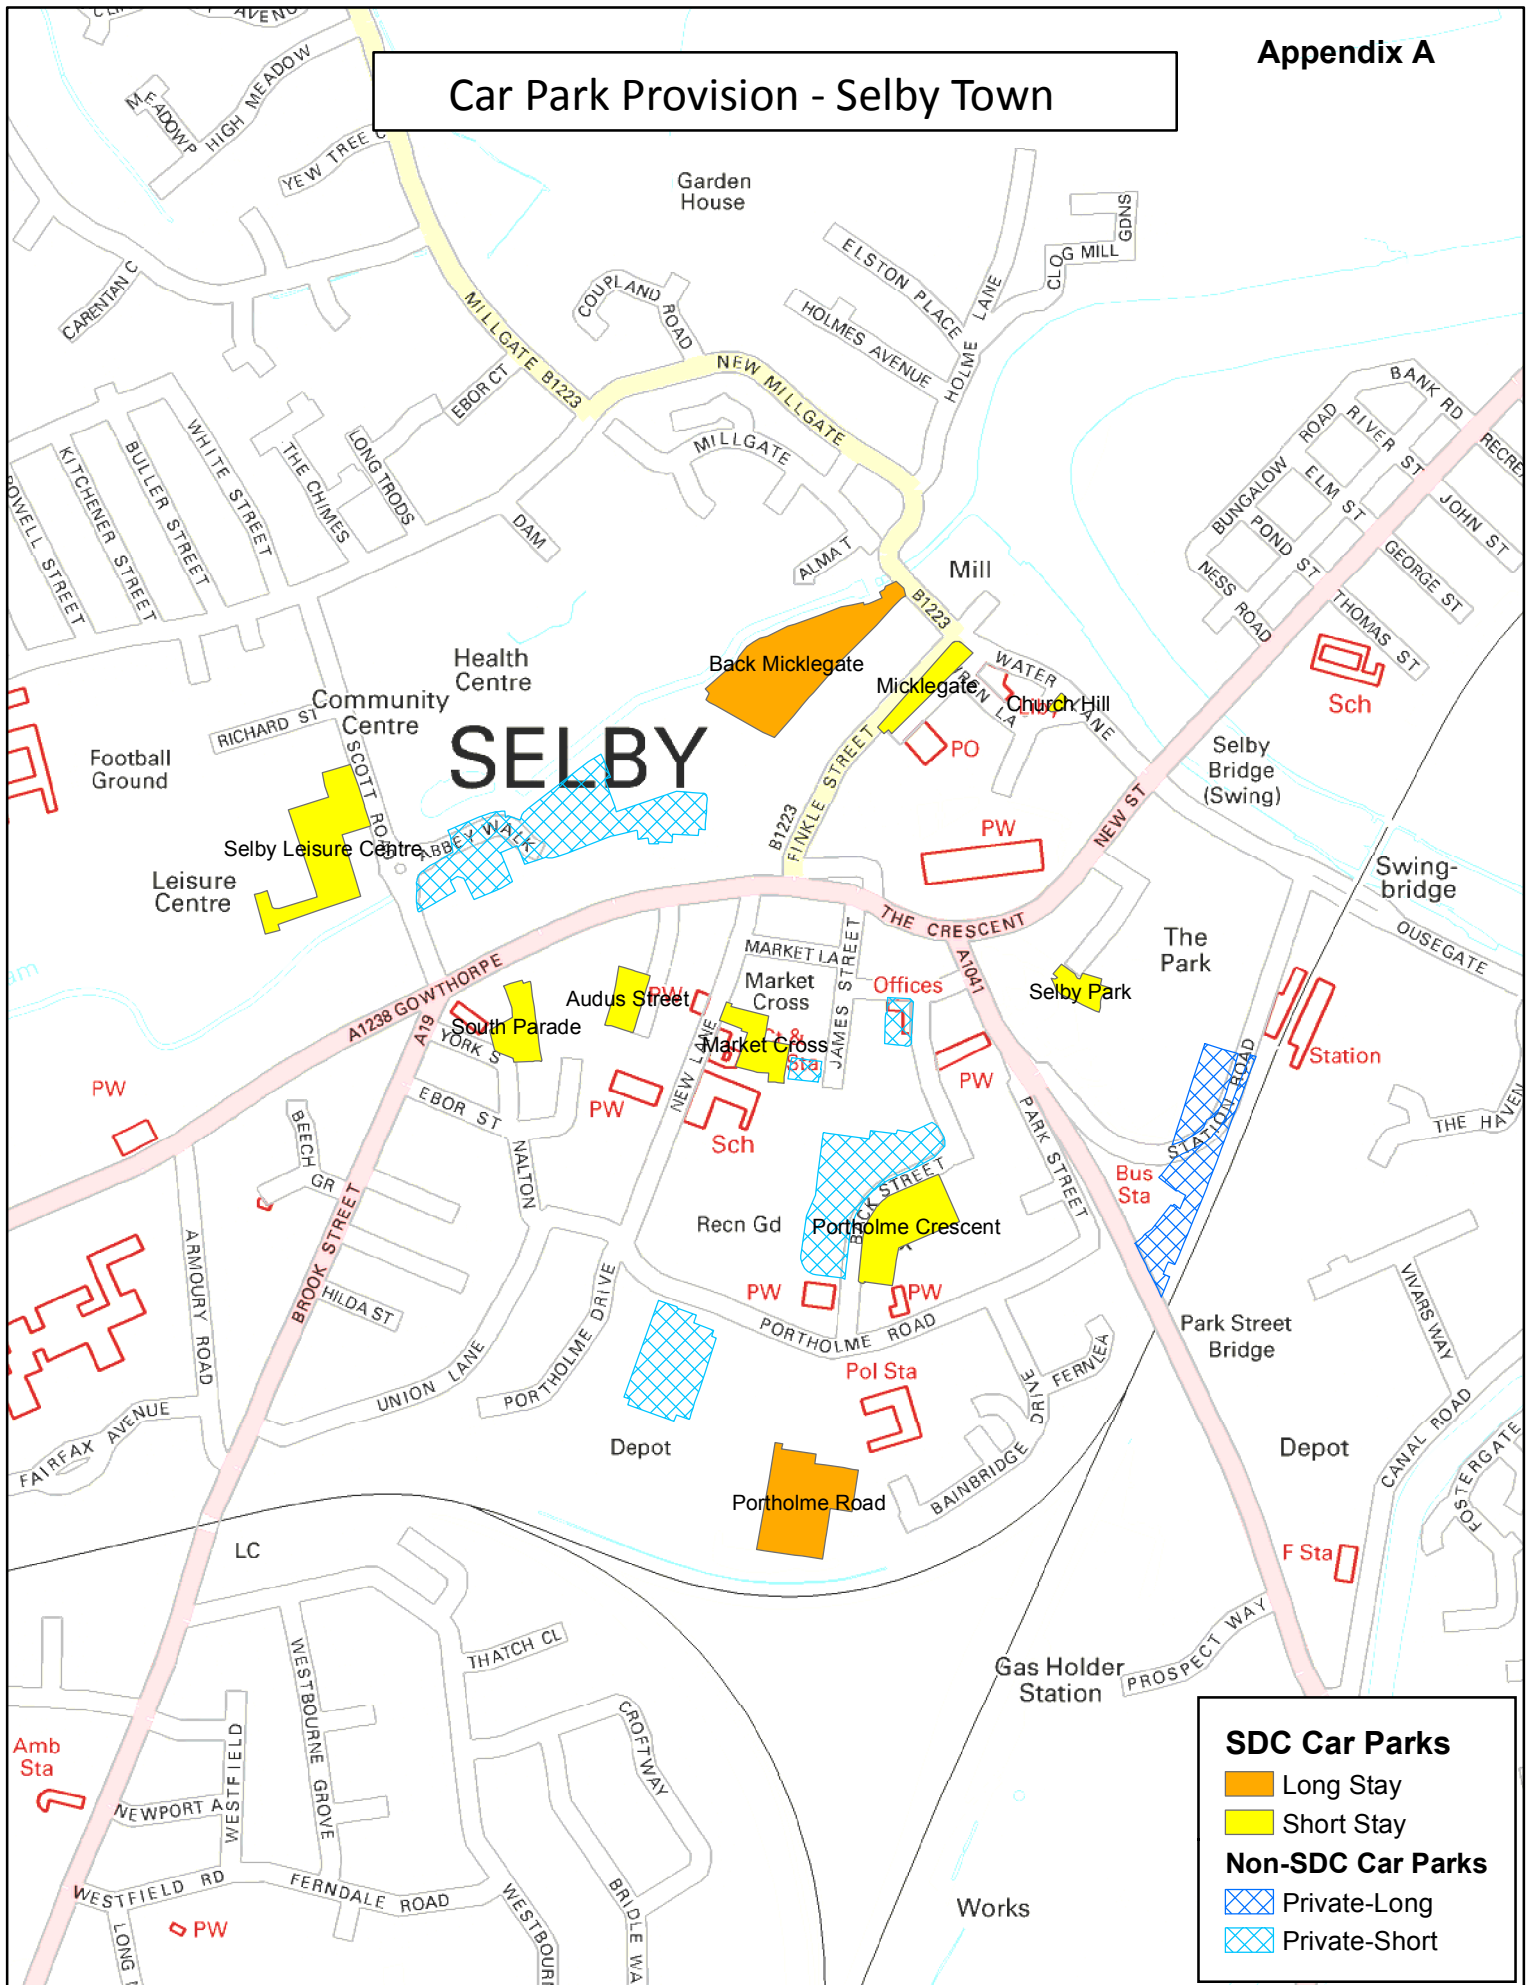 Appendix A
Car Park Provision - Selby Town
HIGH MEADOW
YEW TREE
Garden
House
ELSTON PLACE
HOLMES AVENUE
HOLME LANE
CLOG MILL GDNS
CARENTAN C
COUPLAND ROAD
MILLGATE B1223
NEW MILLGATE
EBOR CT
MILLGATE
BANK RD
RIVER ST
BUNGALOW ROAD
ELM ST
POND ST
NESS ROAD
JOHN ST
GEORGE ST
THOMAS ST
WHITE STREET
BULLER STREET
KITCHENER STREET
POWELL STREET
THE CHIMES
LONG TRODS
DAM
ALMA T
Mill
B1223
Back Micklegate
Micklegate
WATER LANE
Church Hill
PO
Sch
Health
Centre
Community
Centre
RICHARD ST
SCOTT ROAD
SELBY
Football
Ground
Selby Leisure Centre
Leisure
Centre
ABBEY WALK
B1223
FINKLE STREET
PW
NEW ST
Selby
Bridge
(Swing)
Swing-
bridge
OUSEGATE
THE CRESCENT
A1041
The
Park
Selby Park
MARKET LA
Market
Cross
JAMES STREET
Offices
A1238 GOWTHORPE
A19
Audus Street
PW
South Parade
YORK S
Market Cross
Sta
NEW LANE
PW
Station
STATION ROAD
THE HAVEN
PW
EBOR ST
PW
Sch
PARK STREET
Bus
Sta
BEECH GR
NALTON
Recn Gd
BACK STREET
Portholme Crescent
ARMOURY ROAD
BROOK STREET
HILDA ST
PW
PW
PORTHOLME ROAD
PORTHOLME DRIVE
UNION LANE
VIVARS WAY
Park Street
Bridge
Pol Sta
FERNLEA
BAINBRIDGE DRIVE
FAIRFAX AVENUE
Depot
Depot
CANAL ROAD
FOSTERGATE
Portholme Road
LC
F Sta
PROSPECT WAY
Gas Holder
Station
THATCH CL
WESTBOURNE GROVE
CROFTWAY
Amb
Sta
NEWPORT A
WESTFIELD
WESTFIELD RD
FERNDALE ROAD
BRIDLE WA
WESTBOUR
LONG
PW
Works
SDC Car Parks
Long Stay
Short Stay
Non-SDC Car Parks
Private-Long
Private-Short